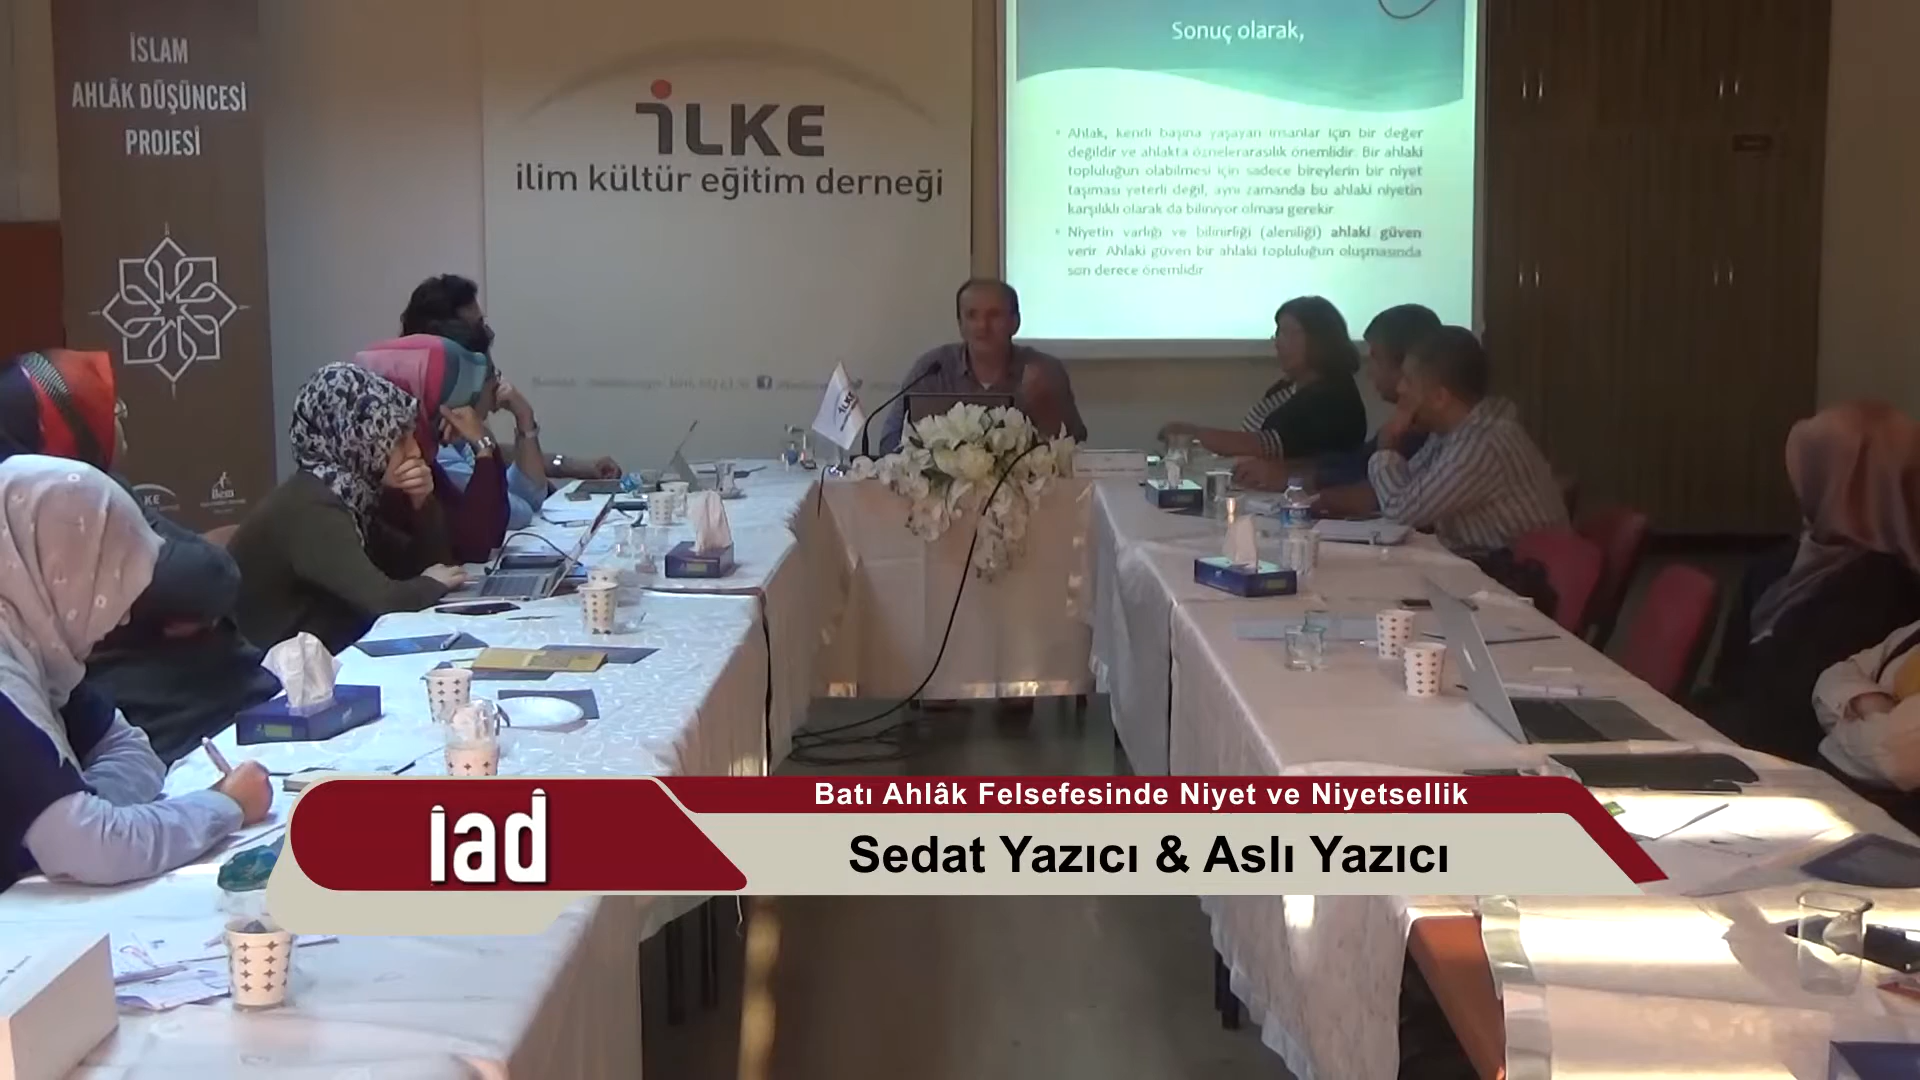 İSLAM
AHLÂK DÜŞÜNCESİ
PROJESİ
İLKE
ilim kültür eğitim derneği
Sonuç olarak,
• Ahlak, kendi başına yaşayan insanlar için bir değer
değildir ve ahlakta öznelerarasılık önemlidir. Bir ahlaki
topluluğun olabilmesi için sadece bireylerin bir niyet
taşıması yeterli değil, aynı zamanda bu ahlaki niyetin
karşılıklı olarak da biliniyor olması gerekir.
• Niyetin varlığı ve bilinirliği (aleniliği) ahlaki güven
verir. Ahlaki güven bir ahlaki topluluğun oluşmasında
son derece önemlidir.
İLKE
ilem
iad
Batı Ahlâk Felsefesinde Niyet ve Niyetsellik
Sedat Yazıcı & Aslı Yazıcı